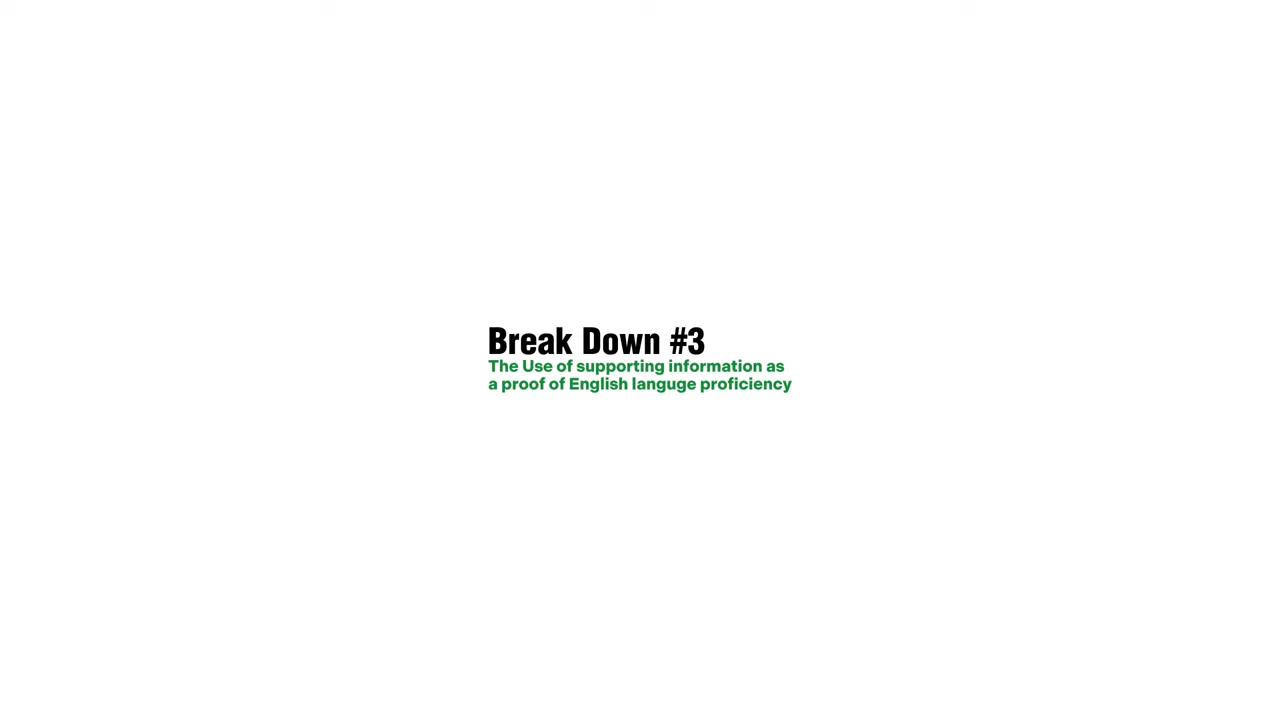 Break Down #3
The Use of supporting information as
a proof of English languge proficiency